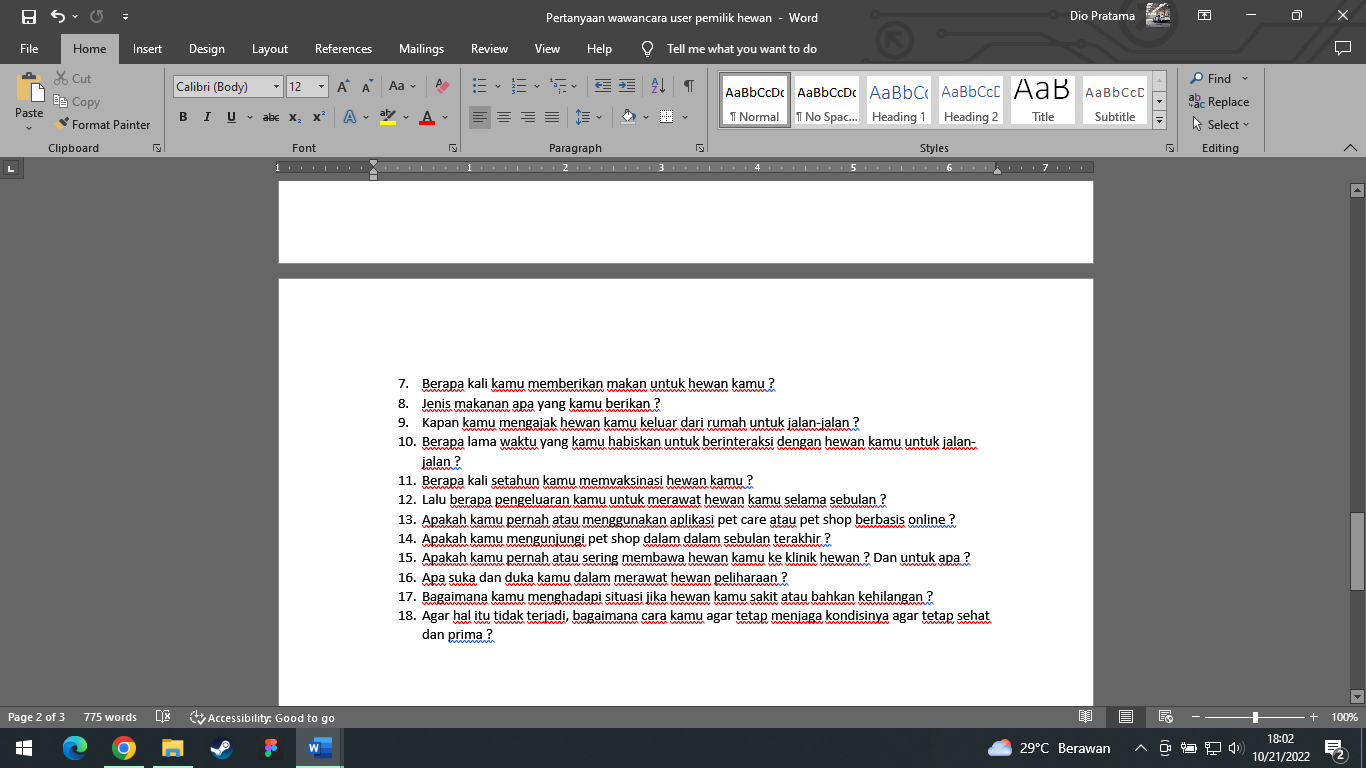 Pertanyaan wawancara user pemilik hewan - Word
Dio Pratama
File Home Insert Design Layout References Mailings Review View Help Tell me what you want to do
Paste
Cut
Copy
Format Painter
Clipboard
Calibri (Body) 12
Font
Paragraph
AaBbCcDc AaBbCcDc AaBbCc AaBbCcD AaB AaBbCcD
¶ Normal ¶ No Spac... Heading 1 Heading 2 Title Subtitle
Styles
Find
Replace
Select
Editing
1 1 2 3 4 5 6 7
7. Berapa kali kamu memberikan makan untuk hewan kamu ?
8. Jenis makanan apa yang kamu berikan ?
9. Kapan kamu mengajak hewan kamu keluar dari rumah untuk jalan-jalan ?
10. Berapa lama waktu yang kamu habiskan untuk berinteraksi dengan hewan kamu untuk jalan-
jalan ?
11. Berapa kali setahun kamu memvaksinasi hewan kamu ?
12. Lalu berapa pengeluaran kamu untuk merawat hewan kamu selama sebulan ?
13. Apakah kamu pernah atau menggunakan aplikasi pet care atau pet shop berbasis online ?
14. Apakah kamu mengunjungi pet shop dalam dalam sebulan terakhir ?
15. Apakah kamu pernah atau sering membawa hewan kamu ke klinik hewan ? Dan untuk apa ?
16. Apa suka dan duka kamu dalam merawat hewan peliharaan ?
17. Bagaimana kamu menghadapi situasi jika hewan kamu sakit atau bahkan kehilangan ?
18. Agar hal itu tidak terjadi, bagaimana cara kamu agar tetap menjaga kondisinya agar tetap sehat
dan prima ?
Page 2 of 3 775 words Accessibility: Good to go 100%
29°C Berawan
18:02
10/21/2022
2